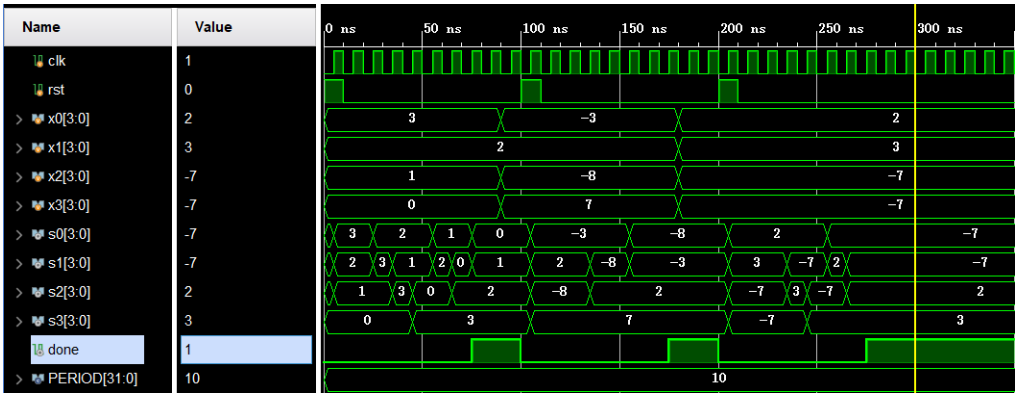 Name Value 0 ns 50 ns 100 ns 150 ns 200 ns 250 ns 300 ns
clk 1
rst 0
> x0[3:0] 2 3 -3 2
> x1[3:0] 3 2 3
> x2[3:0] -7 1 -8 -7
> x3[3:0] -7 0 7 -7
> s0[3:0] -7 3 2 1 0 -3 -8 2 -7
> s1[3:0] -7 2 3 1 2 0 1 2 -8 -3 3 -7 2 -7
> s2[3:0] 2 1 3 0 2 -8 2 -7 3 -7 2
> s3[3:0] 3 0 3 7 -7 3
done 1
> PERIOD[31:0] 10 10